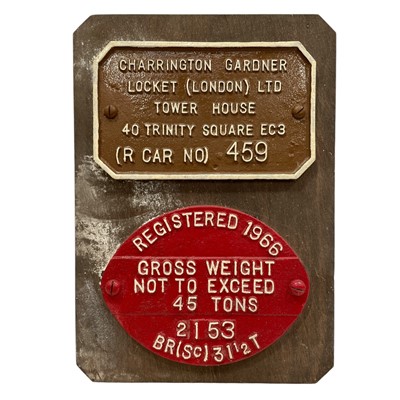 CHARRINGTON GARDNER
LOCKET (LONDON) LTD
TOWER HOUSE
40 TRINITY SQUARE EC3
(R CAR NO) 459
REGISTERED 1966
GROSS WEIGHT
NOT TO EXCEED
45 TONS
2153
BR(Sc)31½T